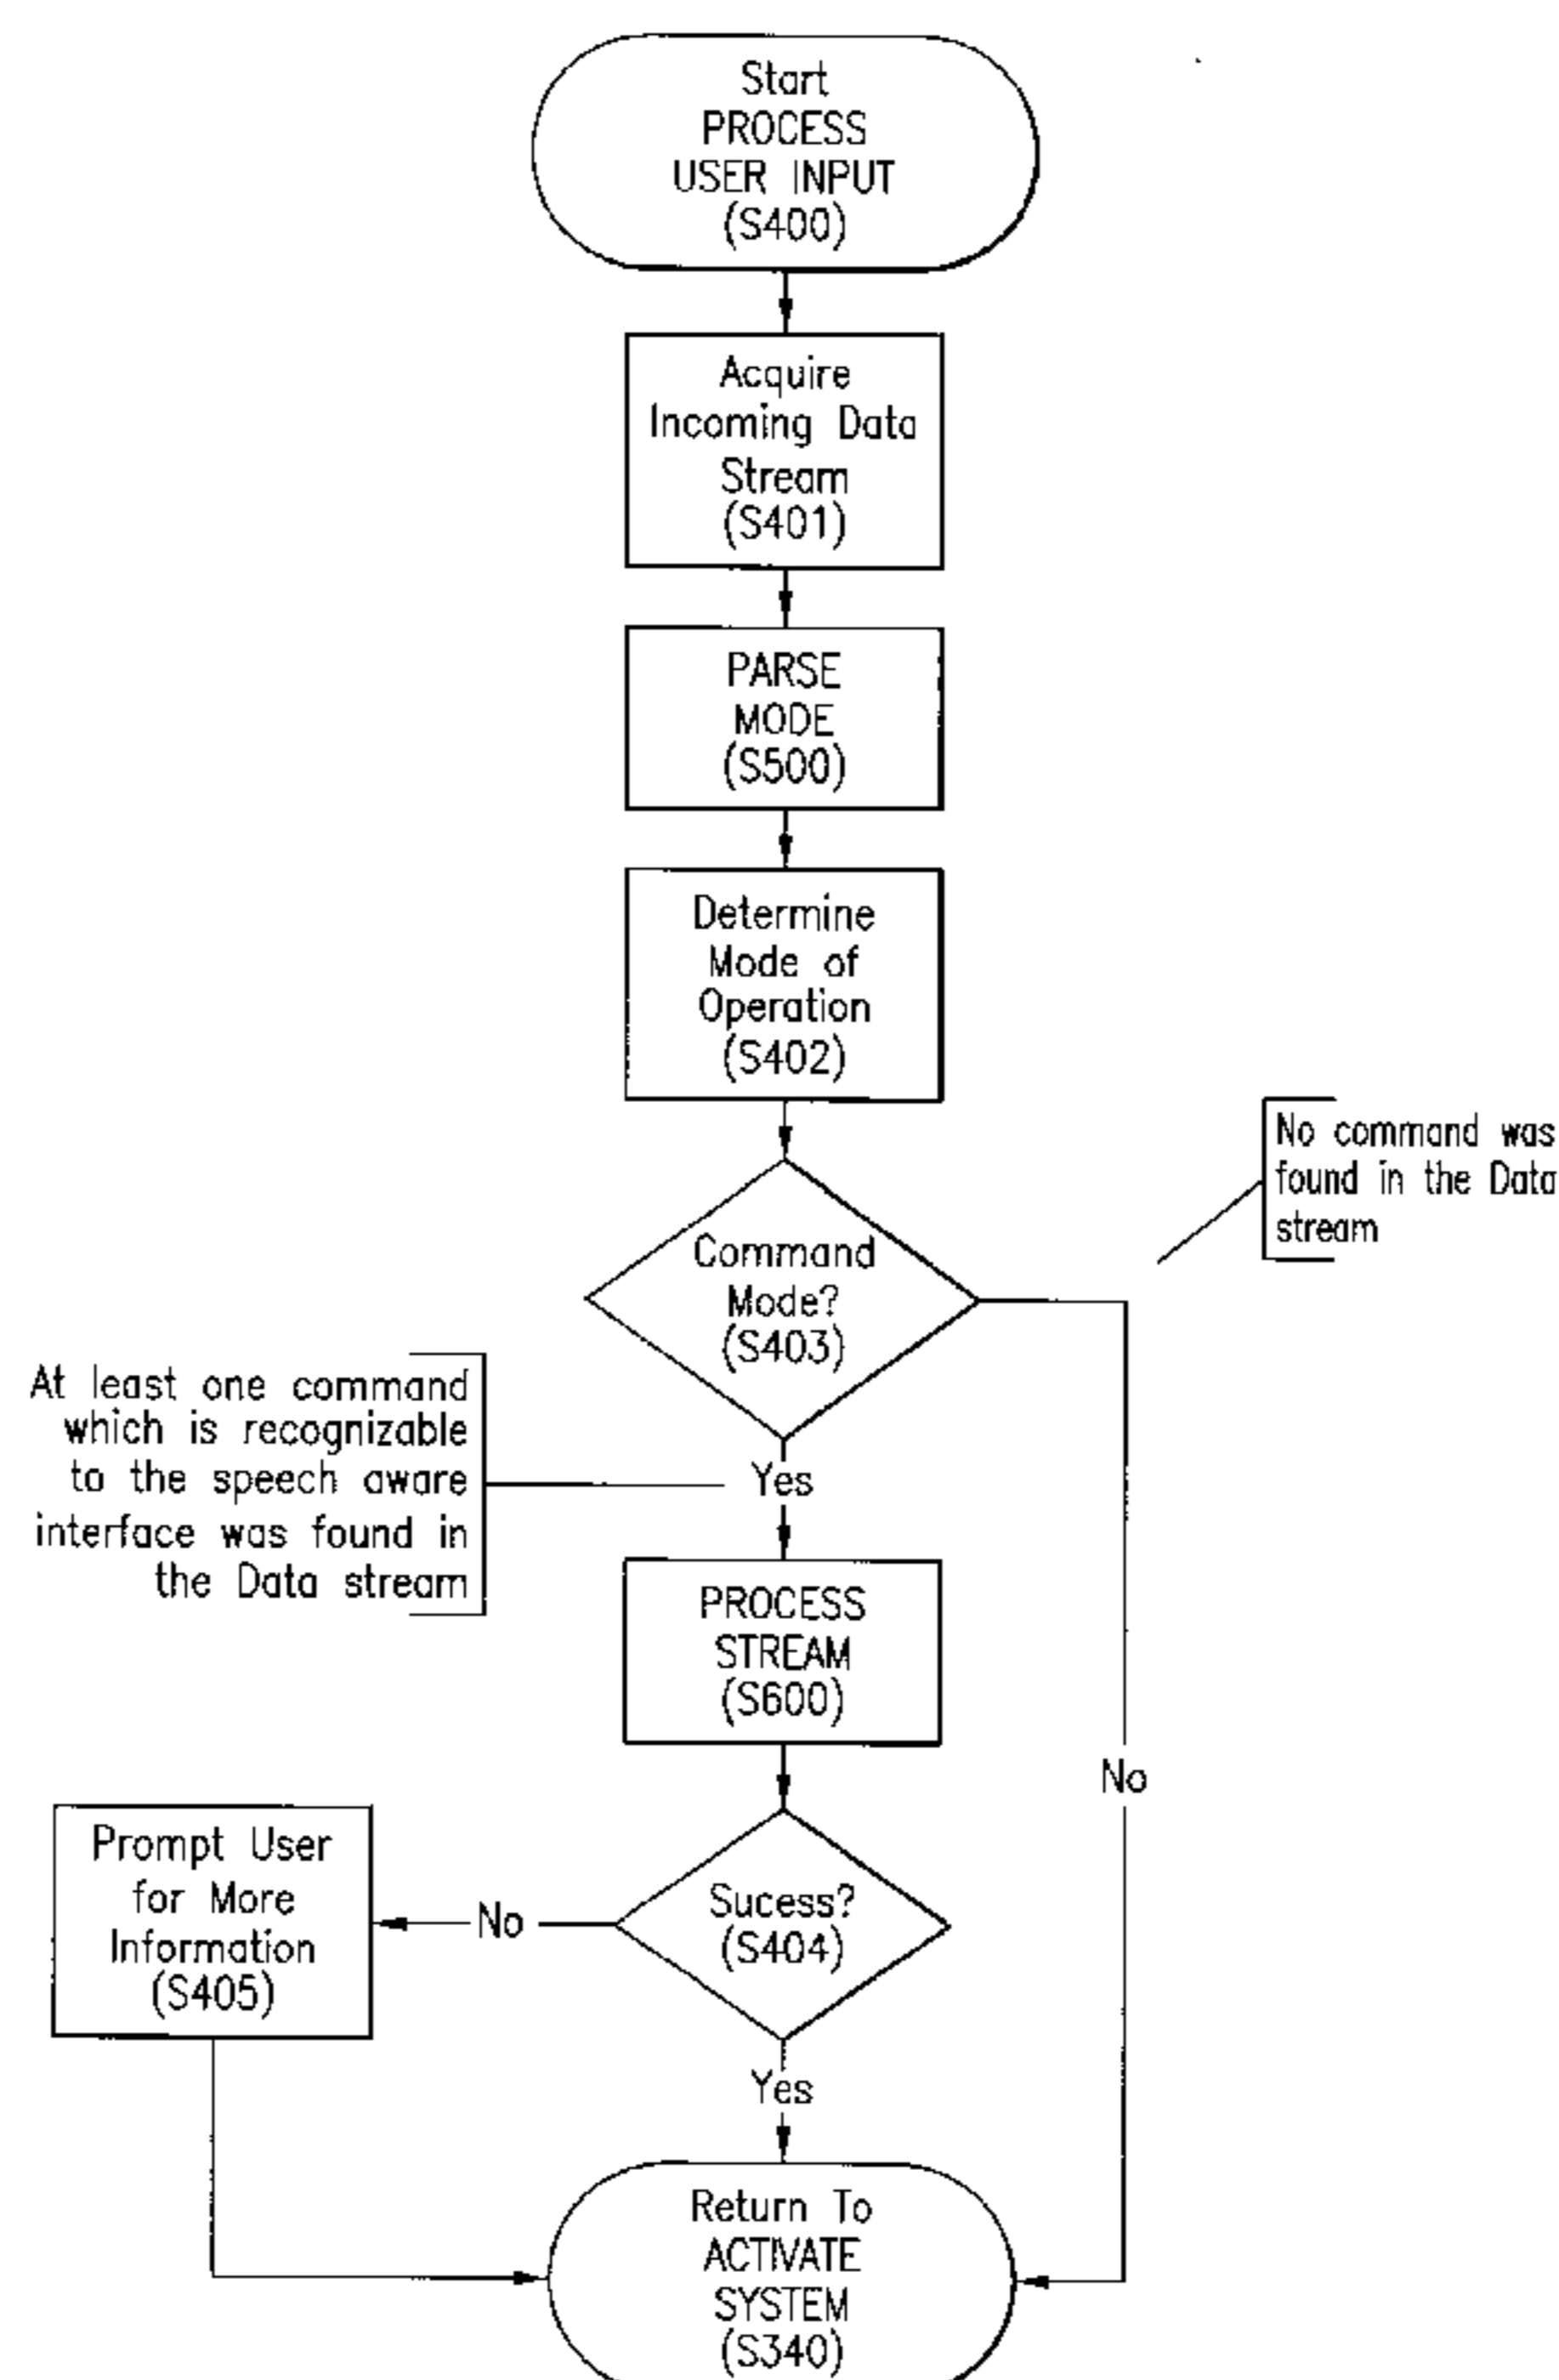 Start
PROCESS
USER INPUT
(S400)
Acquire
Incoming Data
Stream
(S401)
PARSE
MODE
(S500)
Determine
Mode of
Operation
(S402)
No command was
found in the Data
stream
Command
Mode?
(S403)
At least one command
which is recognizable
to the speech aware
interface was found in
the Data stream
Yes
PROCESS
STREAM
(S600)
No
Prompt User
for More
Information
(S405)
No
Sucess?
(S404)
Yes
Return To
ACTIVATE
SYSTEM
(S340)